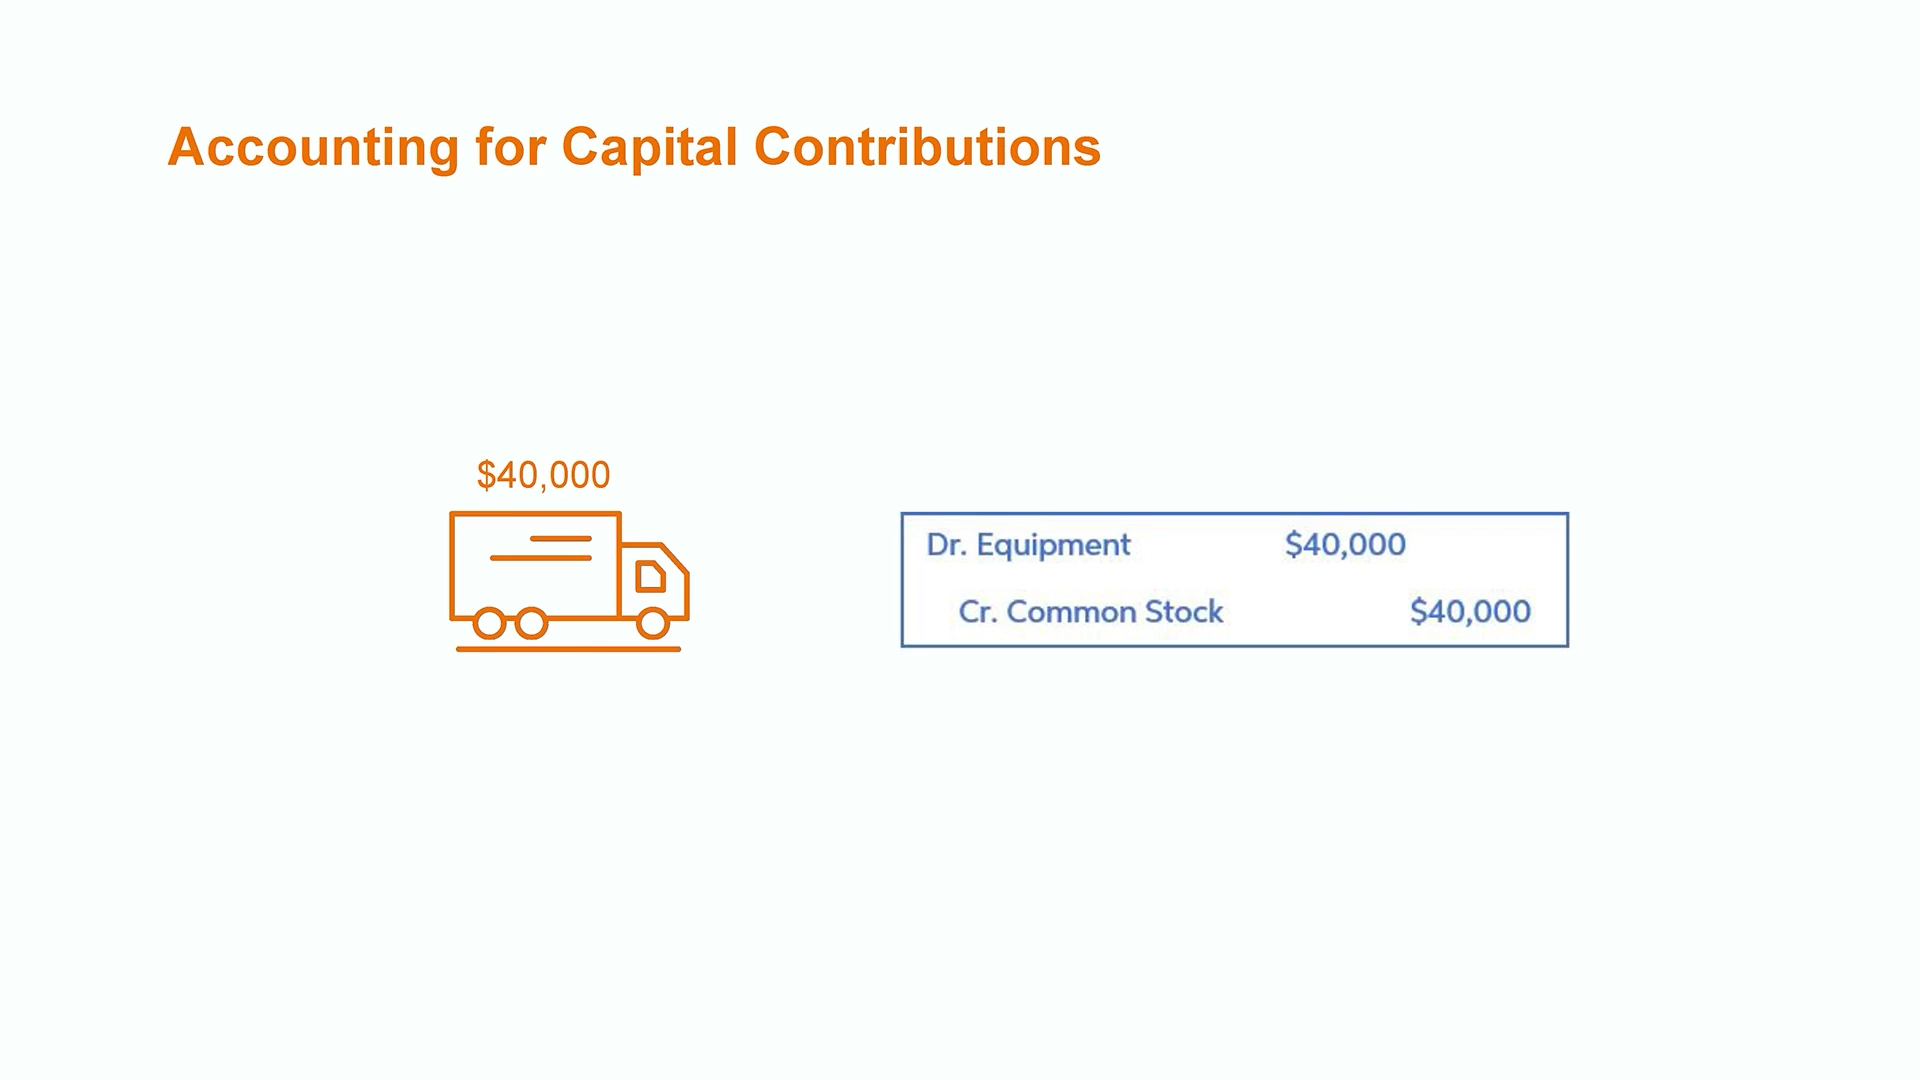 Accounting for Capital Contributions
$40,000
Dr. Equipment $40,000
Cr. Common Stock $40,000